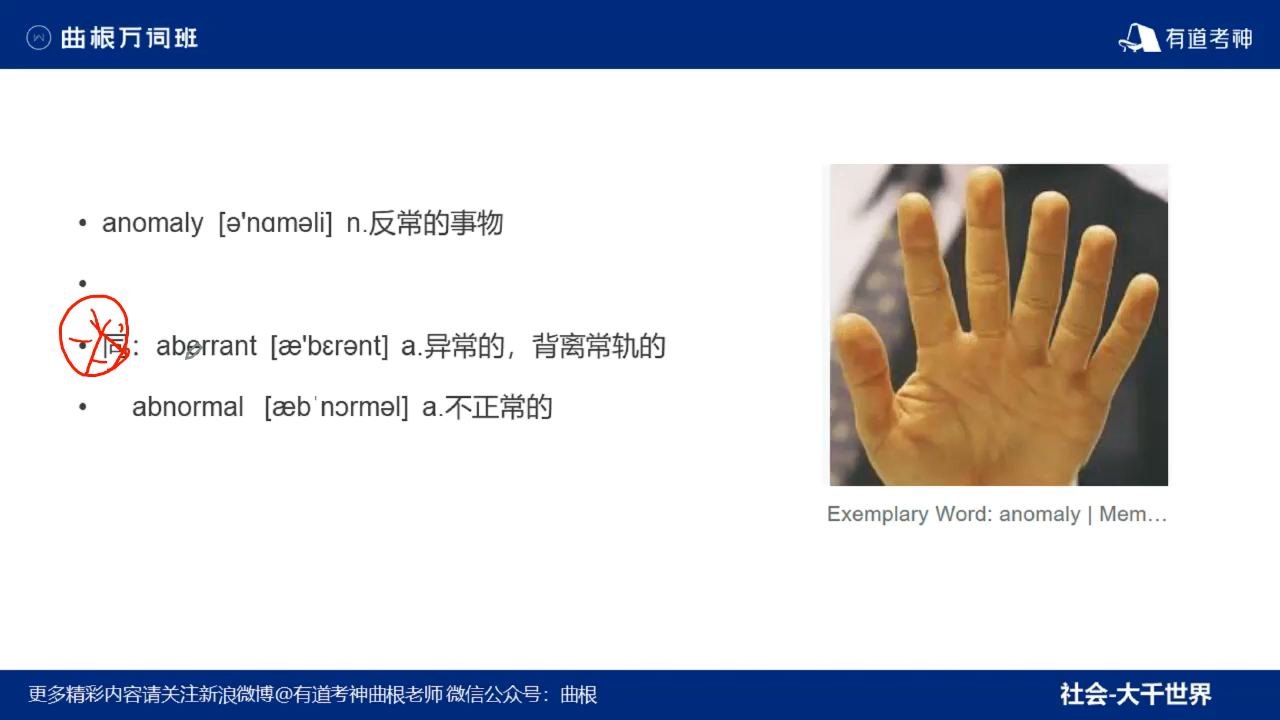 曲根万词班
有道考神
• anomaly [ə'nɑməli] n.反常的事物
•
• 同：aberrant [æ'bɛrənt] a.异常的，背离常轨的
• abnormal [æbˈnɔrməl] a.不正常的
Exemplary Word: anomaly | Mem…
更多精彩内容请关注新浪微博@有道考神曲根老师 微信公众号：曲根
社会-大千世界